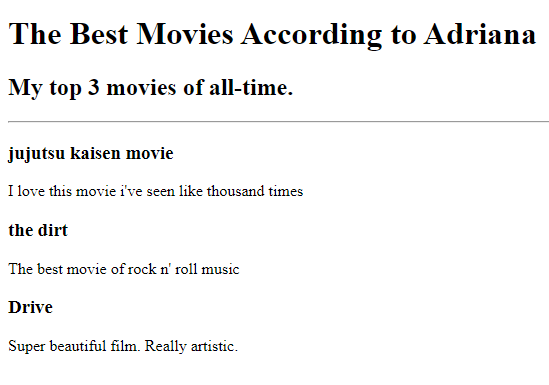 The Best Movies According to Adriana
My top 3 movies of all-time.
jujutsu kaisen movie
I love this movie i've seen like thousand times
the dirt
The best movie of rock n' roll music
Drive
Super beautiful film. Really artistic.